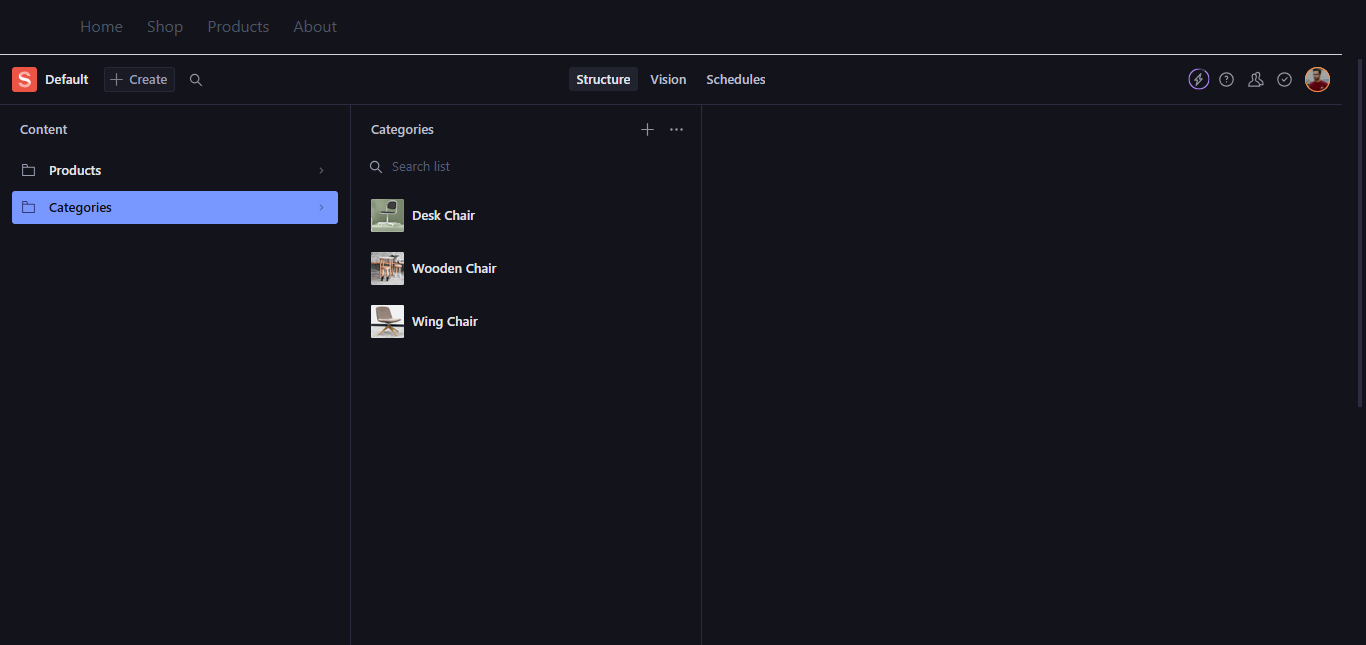 Home Shop Products About
S Default Create Structure Vision Schedules
Content
Products
Categories
Categories
Search list
Desk Chair
Wooden Chair
Wing Chair